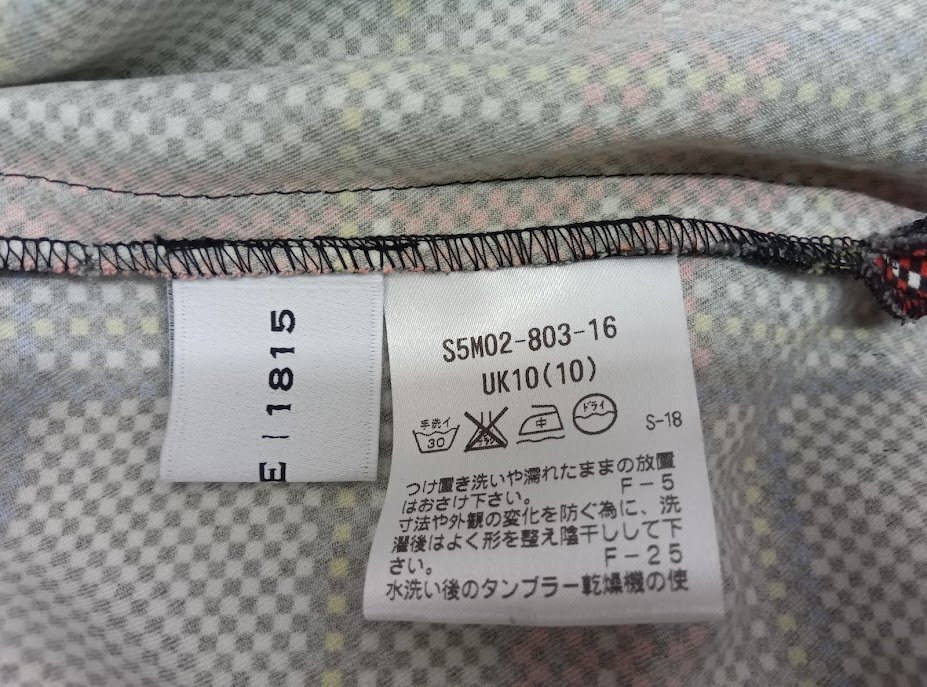 E | 1815
S5M02-803-16
UK10(10)
手洗イ
30
中
ドライ
S-18
つけ置き洗いや濡れたままの放置
はおさけ下さい。 F-5
寸法や外観の変化を防ぐ為に、洗
濯後はよく形を整え陰干しして下
さい。 F-25
水洗い後のタンブラー乾燥機の使